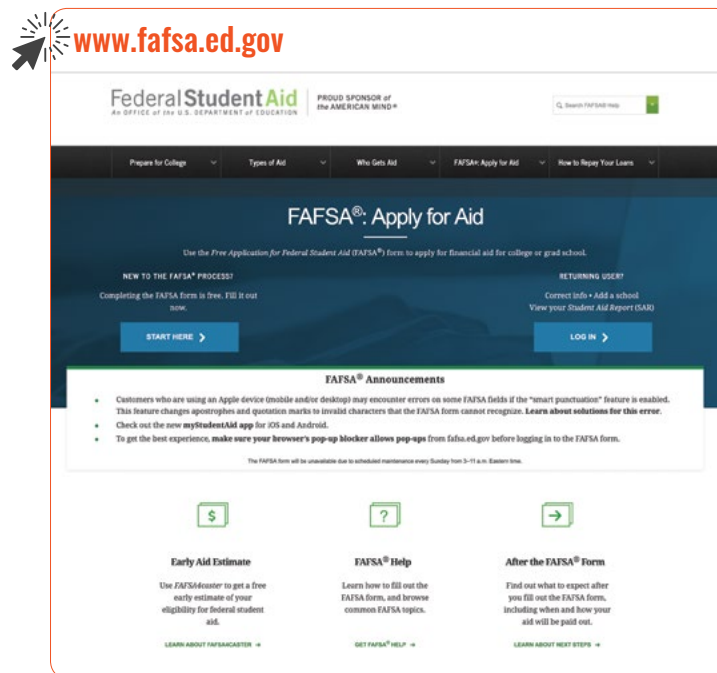 www.fafsa.ed.gov
Federal Student Aid
An OFFICE of the U.S. DEPARTMENT of EDUCATION
PROUD SPONSOR of
the AMERICAN MIND®
Search FAFSA® Help
Prepare for College
Types of Aid
Who Gets Aid
FAFSA®: Apply for Aid
How to Repay Your Loans
FAFSA®: Apply for Aid
Use the Free Application for Federal Student Aid (FAFSA®) form to apply for financial aid for college or grad school.
NEW TO THE FAFSA® PROCESS?
Completing the FAFSA form is free. Fill it out
now.
START HERE
RETURNING USER?
Correct info • Add a school
View your Student Aid Report (SAR)
LOG IN
FAFSA® Announcements
• Customers who are using an Apple device (mobile and/or desktop) may encounter errors on some FAFSA fields if the "smart punctuation" feature is enabled.
This feature changes apostrophes and quotation marks to invalid characters that the FAFSA form cannot recognize. Learn about solutions for this error.
• Check out the new myStudentAid app for iOS and Android.
• To get the best experience, make sure your browser's pop-up blocker allows pop-ups from fafsa.ed.gov before logging in to the FAFSA form.
The FAFSA form will be unavailable due to scheduled maintenance every Sunday from 3–11 a.m. Eastern time.
$
Early Aid Estimate
Use FAFSA4caster to get a free
early estimate of your
eligibility for federal student
aid.
LEARN ABOUT FAFSA4CASTER →
?
FAFSA® Help
Learn how to fill out the
FAFSA form, and browse
common FAFSA topics.
GET FAFSA® HELP →
After the FAFSA® Form
Find out what to expect after
you fill out the FAFSA form,
including when and how your
aid will be paid out.
LEARN ABOUT NEXT STEPS →